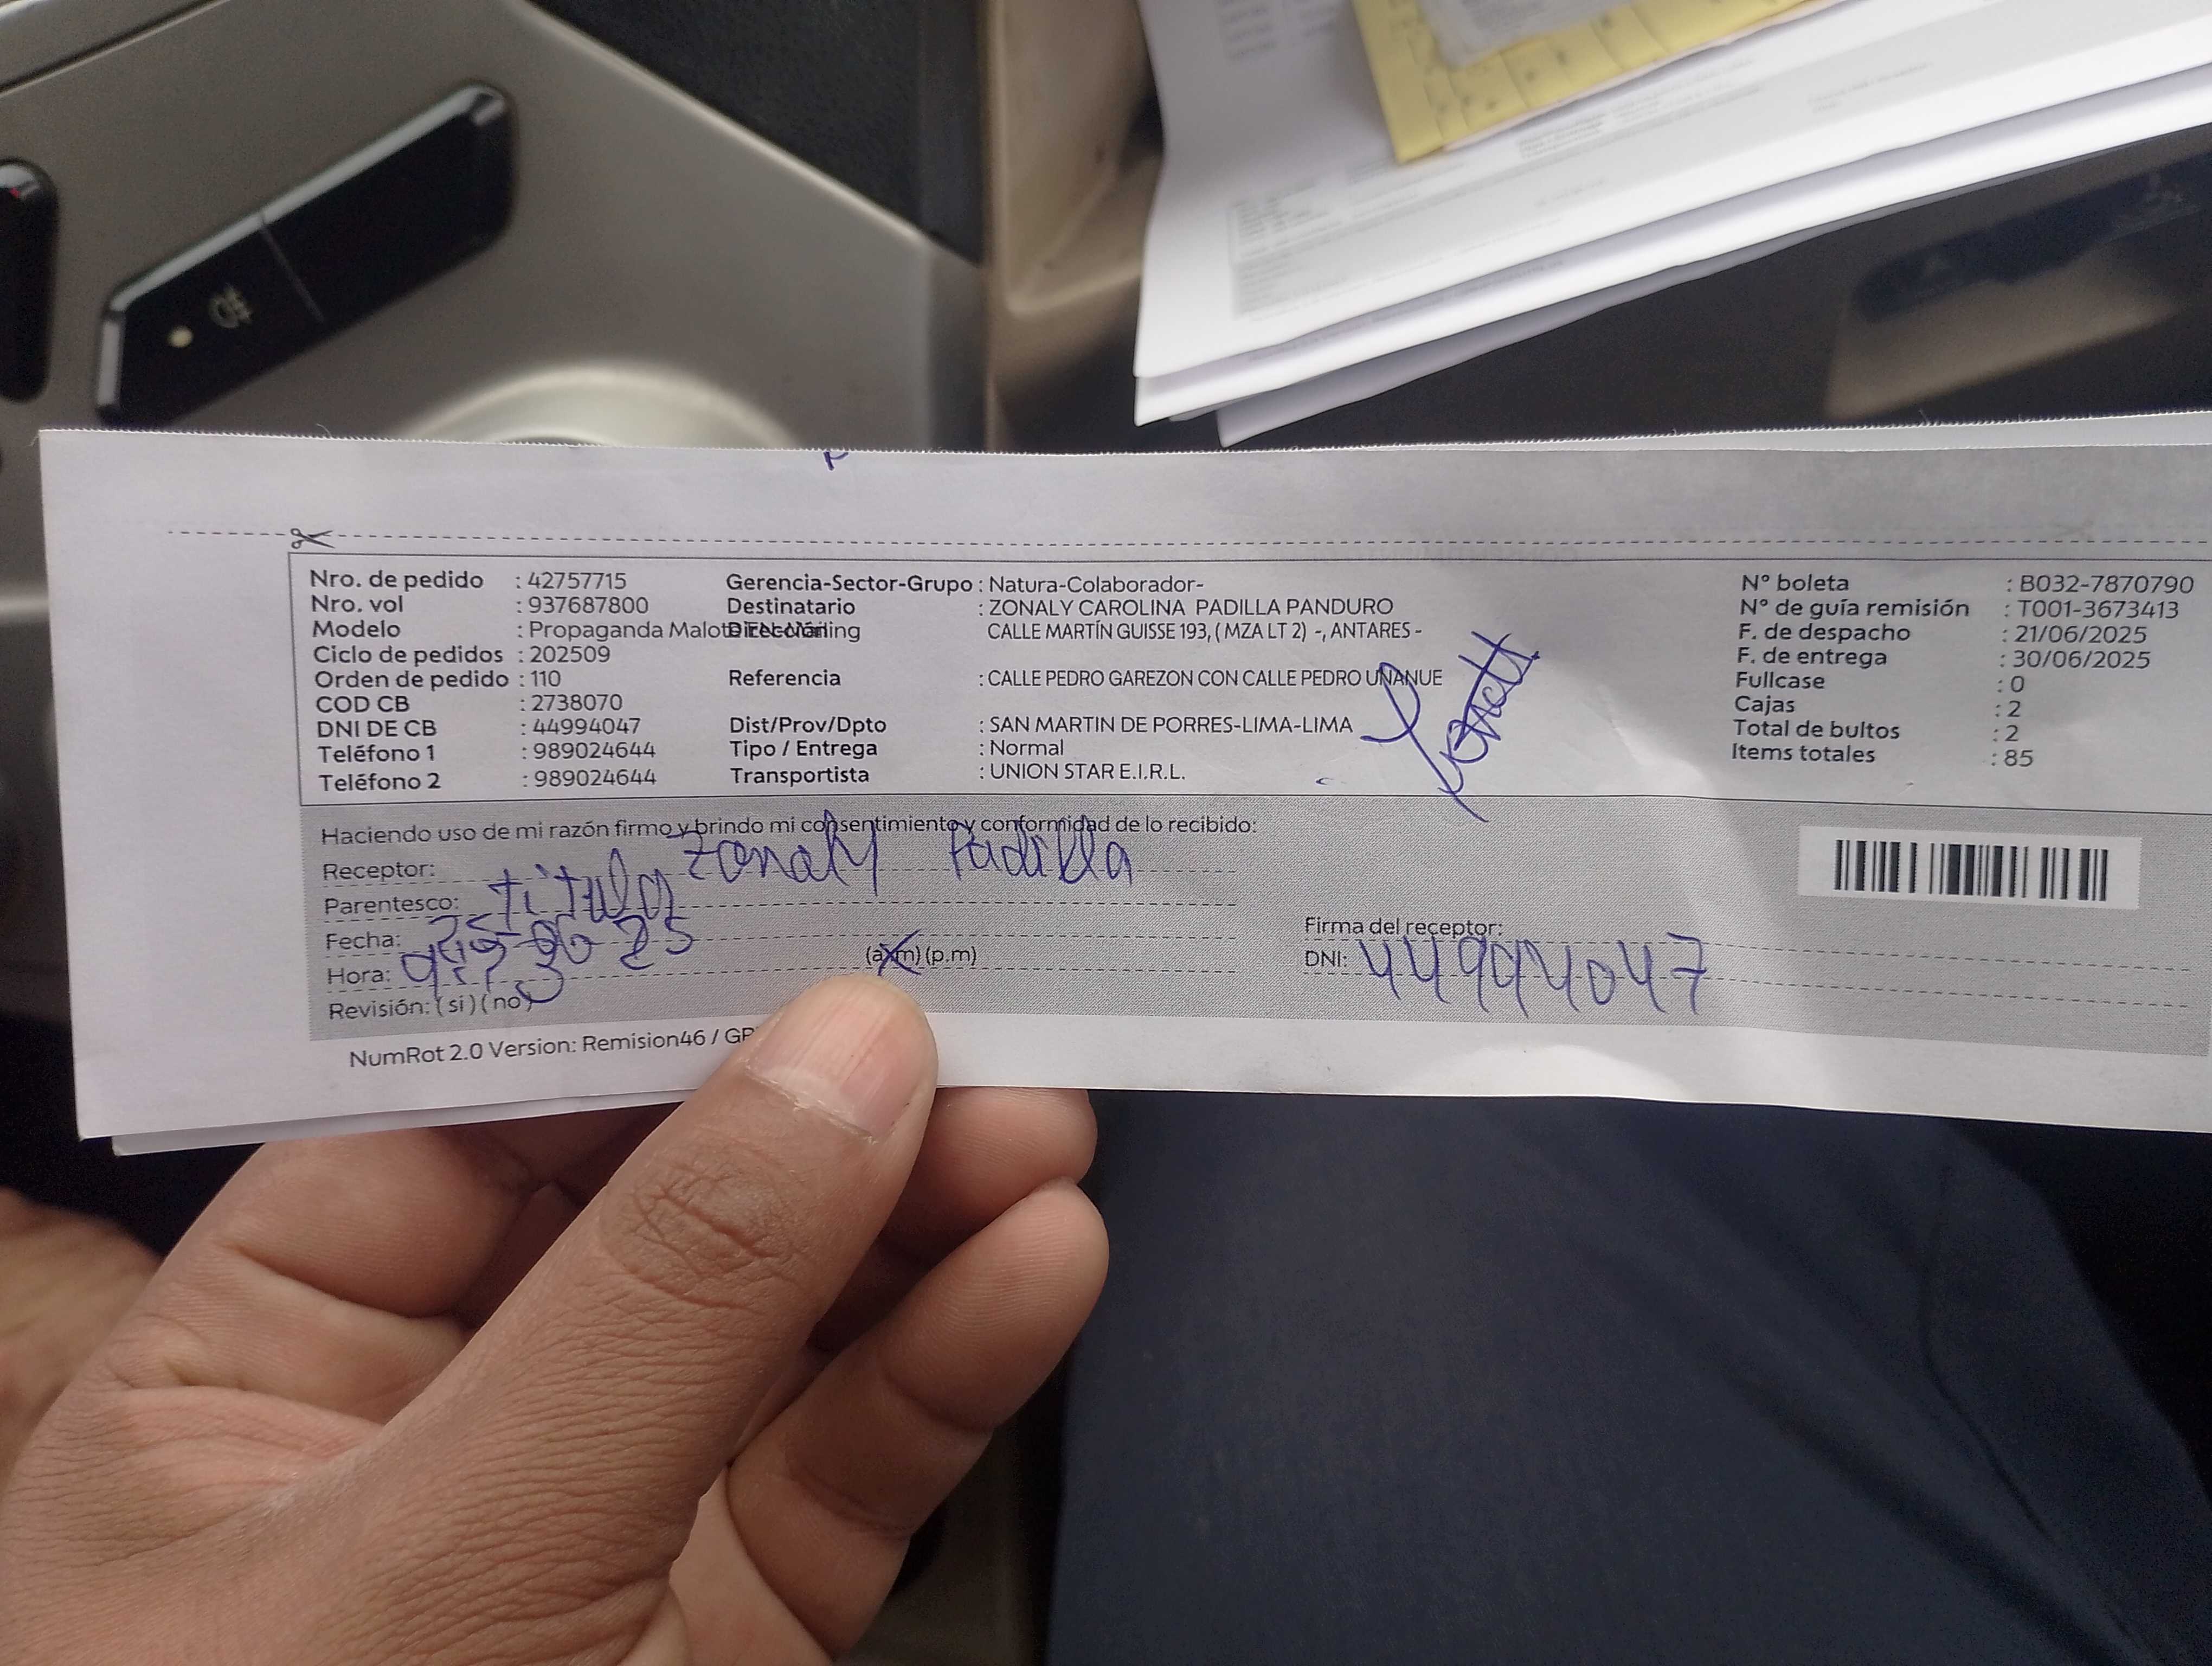 Nro. de pedido : 42757715
Nro. vol : 937687800
Modelo : Propaganda Malote EN-Mailing
Ciclo de pedidos : 202509
Orden de pedido : 110
COD CB : 2738070
DNI DE CB : 44994047
Teléfono 1 : 989024644
Teléfono 2 : 989024644
Gerencia-Sector-Grupo : Natura-Colaborador-
Destinatario : ZONALY CAROLINA PADILLA PANDURO
Dirección CALLE MARTÍN GUISSE 193, ( MZA LT 2) -, ANTARES -
Referencia : CALLE PEDRO GAREZON CON CALLE PEDRO UNANUE
Dist/Prov/Dpto : SAN MARTIN DE PORRES-LIMA-LIMA
Tipo / Entrega : Normal
Transportista : UNION STAR E.I.R.L.
N° boleta : B032-7870790
N° de guía remisión : T001-3673413
F. de despacho : 21/06/2025
F. de entrega : 30/06/2025
Fullcase : 0
Cajas : 2
Total de bultos : 2
Items totales : 85
Haciendo uso de mi razón firmo y brindo mi consentimiento y conformidad de lo recibido:
Receptor: Zonaly Padilla
Parentesco: titular
Fecha: 25
Hora: (a.m) (p.m)
Revisión: ( si ) ( no )
Firma del receptor:
DNI: 44994047
NumRot 2.0 Version: Remision46